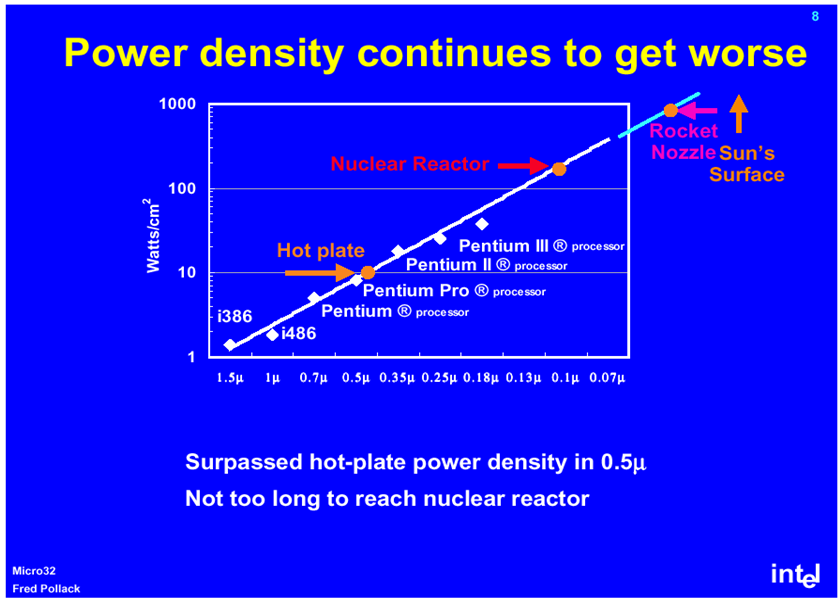 8
Power density continues to get worse
1000
100
10
1
Watts/cm2
Rocket
Nozzle
Sun's
Surface
Nuclear Reactor
Hot plate
Pentium III ® processor
Pentium II ® processor
Pentium Pro ® processor
Pentium ® processor
i386
i486
1.5μ 1μ 0.7μ 0.5μ 0.35μ 0.25μ 0.18μ 0.13μ 0.1μ 0.07μ
Surpassed hot-plate power density in 0.5μ
Not too long to reach nuclear reactor
Micro32
Fred Pollack
intel